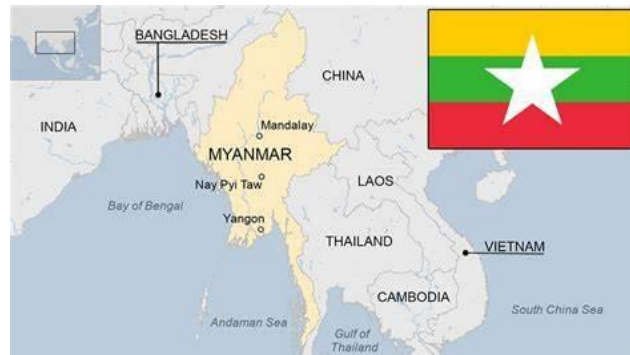 BANGLADESH
CHINA
INDIA
Mandalay
MYANMAR
Nay Pyi Taw
LAOS
Bay of Bengal
Yangon
THAILAND
VIETNAM
CAMBODIA
South China Sea
Andaman Sea
Gulf of
Thailand